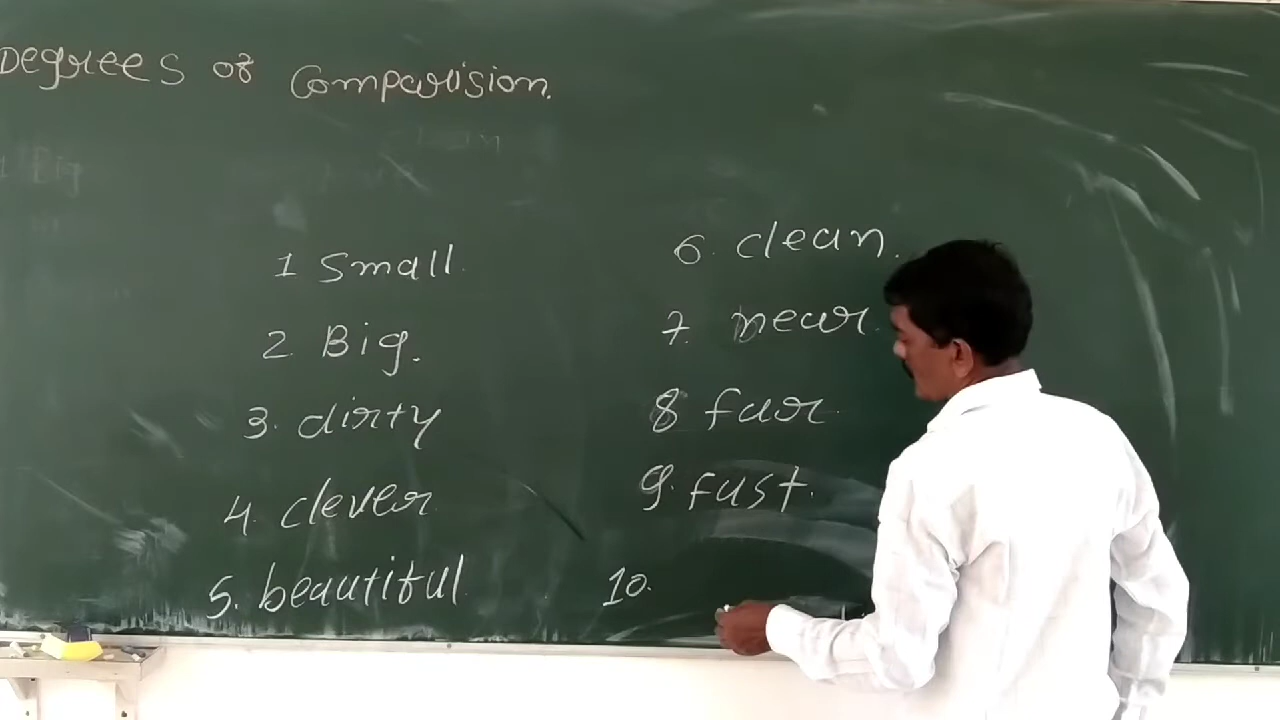 Degrees of Comparision.
1 Small.
2. Big.
3. dirty
4. clever.
5. beautiful.
6. clean.
7. near.
8 far.
9. fast.
10.